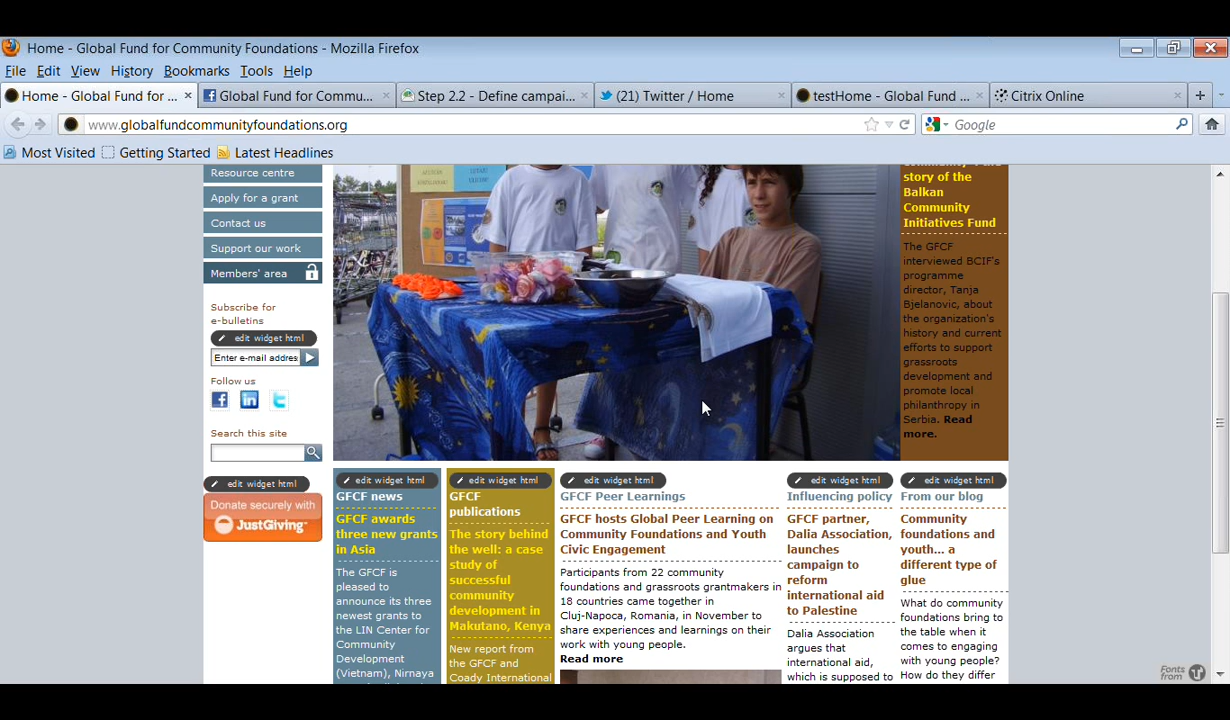 Home - Global Fund for Community Foundations - Mozilla Firefox
File Edit View History Bookmarks Tools Help
Home - Global Fund for ... Global Fund for Commu... Step 2.2 - Define campai... (21) Twitter / Home testHome - Global Fund ... Citrix Online
www.globalfundcommunityfoundations.org Google
Most Visited Getting Started Latest Headlines
Resource centre
Apply for a grant
Contact us
Support our work
Members' area
Subscribe for
e-bulletins
edit widget html
Enter e-mail addres
Follow us
Search this site
edit widget html
Donate securely with
JustGiving™
story of the
Balkan
Community
Initiatives Fund
The GFCF
interviewed BCIF's
programme
director, Tanja
Bjelanovic, about
the organization's
history and current
efforts to support
grassroots
development and
promote local
philanthropy in
Serbia. Read
more.
edit widget html
GFCF news
GFCF awards
three new grants
in Asia
The GFCF is
pleased to
announce its three
newest grants to
the LIN Center for
Community
Development
(Vietnam), Nirnaya
edit widget html
GFCF
publications
The story behind
the well: a case
study of
successful
community
development in
Makutano, Kenya
New report from
the GFCF and
Coady International
edit widget html
GFCF Peer Learnings
GFCF hosts Global Peer Learning on
Community Foundations and Youth
Civic Engagement
Participants from 22 community
foundations and grassroots grantmakers in
18 countries came together in
Cluj-Napoca, Romania, in November to
share experiences and learnings on their
work with young people.
Read more
edit widget html
Influencing policy
GFCF partner,
Dalia Association,
launches
campaign to
reform
international aid
to Palestine
Dalia Association
argues that
international aid,
which is supposed to
edit widget html
From our blog
Community
foundations and
youth... a
different type of
glue
What do community
foundations bring to
the table when it
comes to engaging
with young people?
How do they differ
Fonts
from